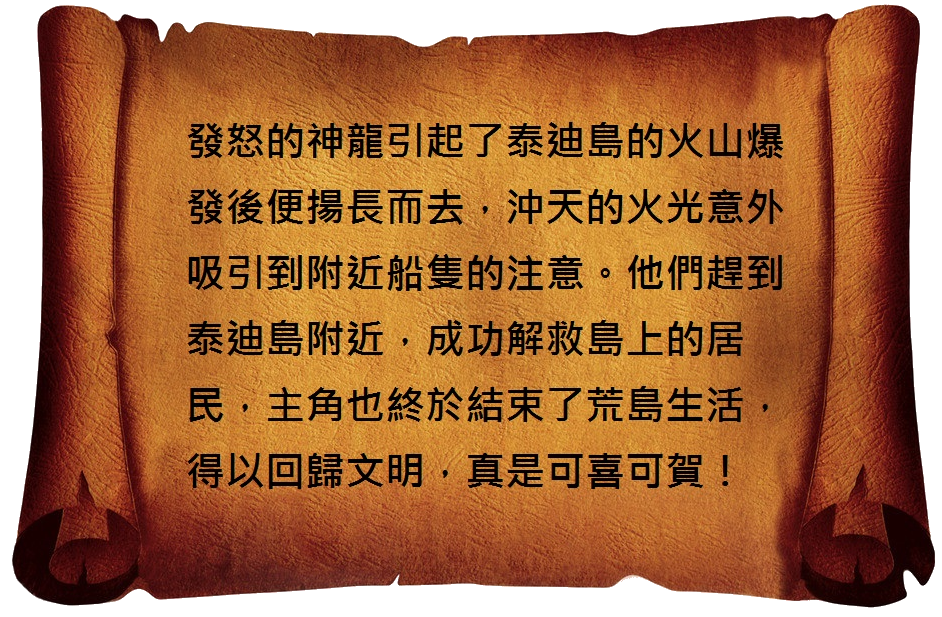 發怒的神龍引起了泰迪島的火山爆
發後便揚長而去，沖天的火光意外
吸引到附近船隻的注意。他們趕到
泰迪島附近，成功解救島上的居
民，主角也終於結束了荒島生活，
得以回歸文明，真是可喜可賀！